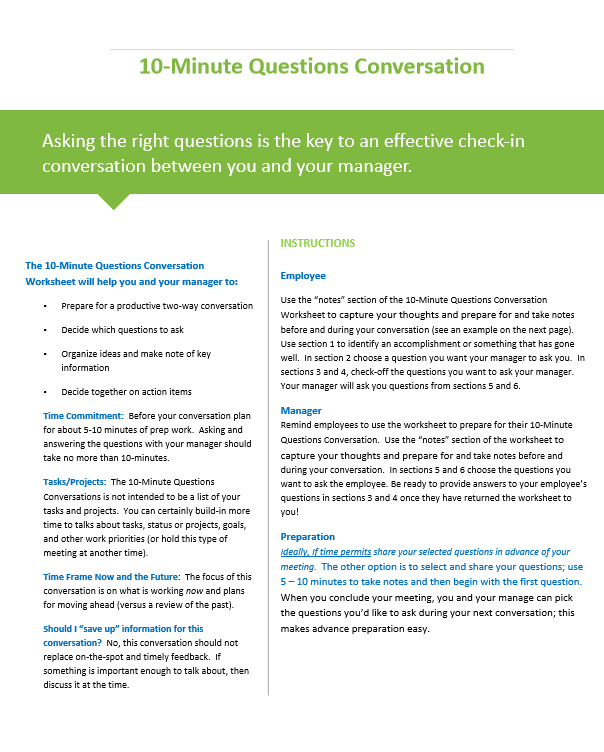 10-Minute Questions Conversation
Asking the right questions is the key to an effective check-in
conversation between you and your manager.
The 10-Minute Questions Conversation
Worksheet will help you and your manager to:
• Prepare for a productive two-way conversation
• Decide which questions to ask
• Organize ideas and make note of key
information
• Decide together on action items
Time Commitment: Before your conversation plan
for about 5-10 minutes of prep work. Asking and
answering the questions with your manager should
take no more than 10-minutes.
Tasks/Projects: The 10-Minute Questions
Conversations is not intended to be a list of your
tasks and projects. You can certainly build-in more
time to talks about tasks, status or projects, goals,
and other work priorities (or hold this type of
meeting at another time).
Time Frame Now and the Future: The focus of this
conversation is on what is working now and plans
for moving ahead (versus a review of the past).
Should I “save up” information for this
conversation? No, this conversation should not
replace on-the-spot and timely feedback. If
something is important enough to talk about, then
discuss it at the time.
INSTRUCTIONS
Employee
Use the “notes” section of the 10-Minute Questions Conversation
Worksheet to capture your thoughts and prepare for and take notes
before and during your conversation (see an example on the next page).
Use section 1 to identify an accomplishment or something that has gone
well. In section 2 choose a question you want your manager to ask you. In
sections 3 and 4, check-off the questions you want to ask your manager.
Your manager will ask you questions from sections 5 and 6.
Manager
Remind employees to use the worksheet to prepare for their 10-Minute
Questions Conversation. Use the “notes” section of the worksheet to
capture your thoughts and prepare for and take notes before and
during your conversation. In sections 5 and 6 choose the questions you
want to ask the employee. Be ready to provide answers to your employee’s
questions in sections 3 and 4 once they have returned the worksheet to
you!
Preparation
Ideally, if time permits share your selected questions in advance of your
meeting. The other option is to select and share your questions; use
5 – 10 minutes to take notes and then begin with the first question.
When you conclude your meeting, you and your manage can pick
the questions you’d like to ask during your next conversation; this
makes advance preparation easy.